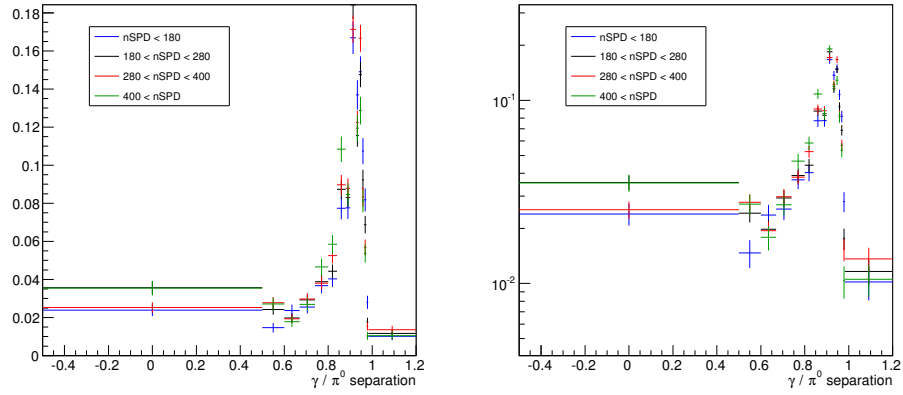 0.18
0.16
0.14
0.12
0.1
0.08
0.06
0.04
0.02
0
nSPD < 180
180 < nSPD < 280
280 < nSPD < 400
400 < nSPD
-0.4 -0.2 0 0.2 0.4 0.6 0.8 1 1.2
γ / π⁰ separation
10⁻¹
10⁻²
nSPD < 180
180 < nSPD < 280
280 < nSPD < 400
400 < nSPD
-0.4 -0.2 0 0.2 0.4 0.6 0.8 1 1.2
γ / π⁰ separation